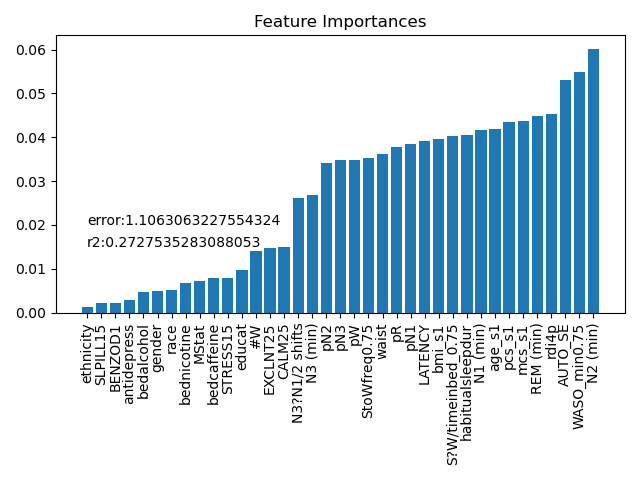 Feature Importances
0.06
0.05
0.04
0.03
0.02
0.01
0.00
error:1.1063063227554324
r2:0.2727535283088053
ethnicity
SLPILL15
BENZOD1
antidepress
bedalcohol
gender
race
bednicotine
MStat
bedcaffeine
STRESS15
educat
#W
EXCLNT25
CALM25
N3?N1/2 shifts
N3 (min)
pN2
pN3
pW
StoWfreq0.75
waist
pR
pN1
LATENCY
bmi_s1
S?W/timeinbed_0.75
habitualsleepdur
N1 (min)
age_s1
pcs_s1
mcs_s1
REM (min)
rdi4p
AUTO_SE
WASO_min0.75
N2 (min)